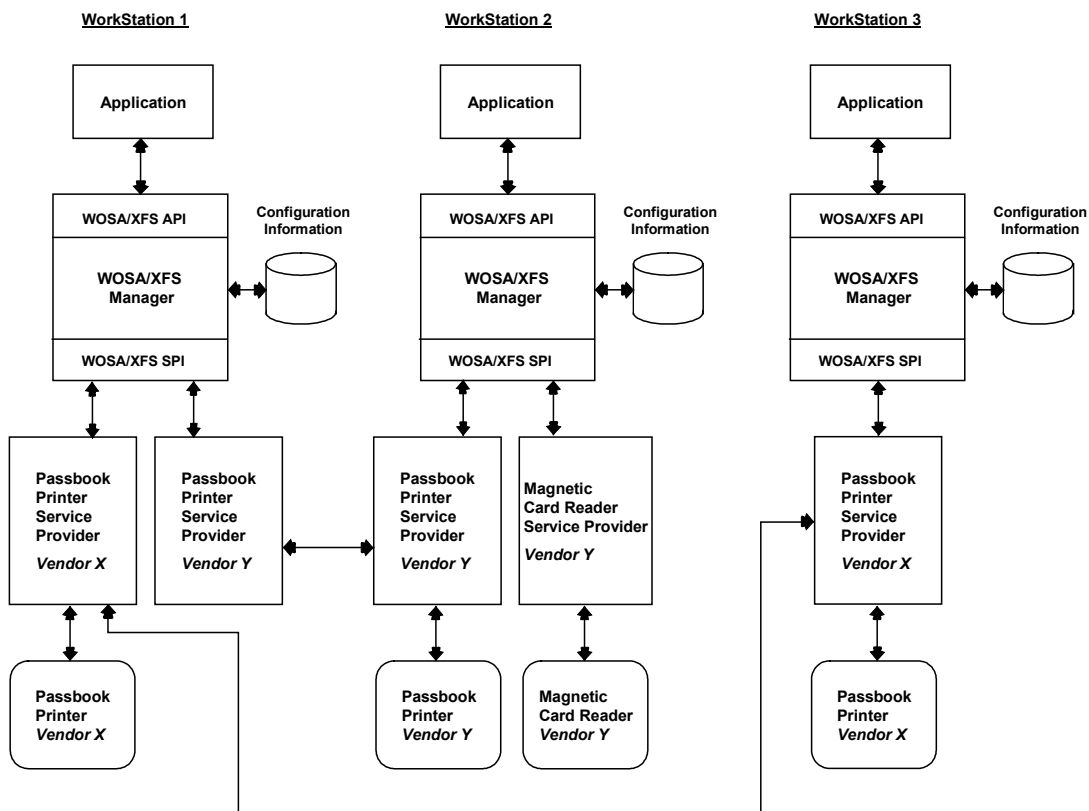 WorkStation 1
WorkStation 2
WorkStation 3
Application
Application
Application
WOSA/XFS API
Configuration
Information
WOSA/XFS API
Configuration
Information
WOSA/XFS API
Configuration
Information
WOSA/XFS
Manager
WOSA/XFS
Manager
WOSA/XFS
Manager
WOSA/XFS SPI
WOSA/XFS SPI
WOSA/XFS SPI
Passbook
Printer
Service
Provider
Vendor X
Passbook
Printer
Service
Provider
Vendor Y
Passbook
Printer
Service
Provider
Vendor Y
Magnetic
Card Reader
Service Provider
Vendor Y
Passbook
Printer
Service
Provider
Vendor X
Passbook
Printer
Vendor X
Passbook
Printer
Vendor Y
Magnetic
Card Reader
Vendor Y
Passbook
Printer
Vendor X